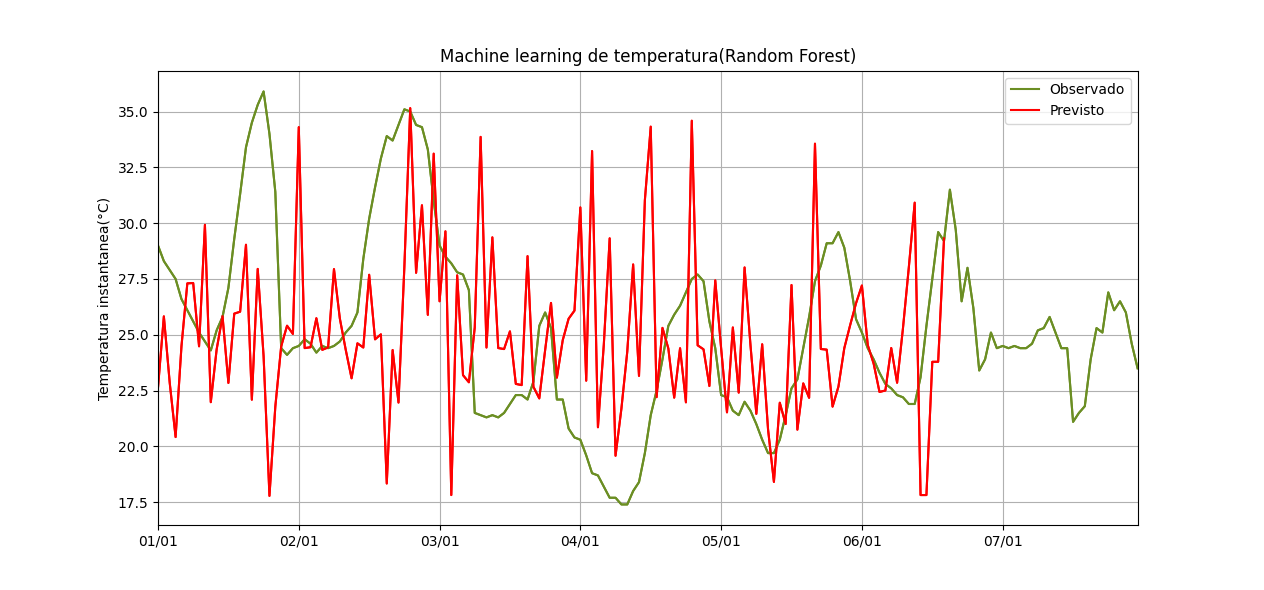 Machine learning de temperatura(Random Forest)
Observado
Previsto
Temperatura instantanea(°C)
35.0
32.5
30.0
27.5
25.0
22.5
20.0
17.5
01/01 02/01 03/01 04/01 05/01 06/01 07/01